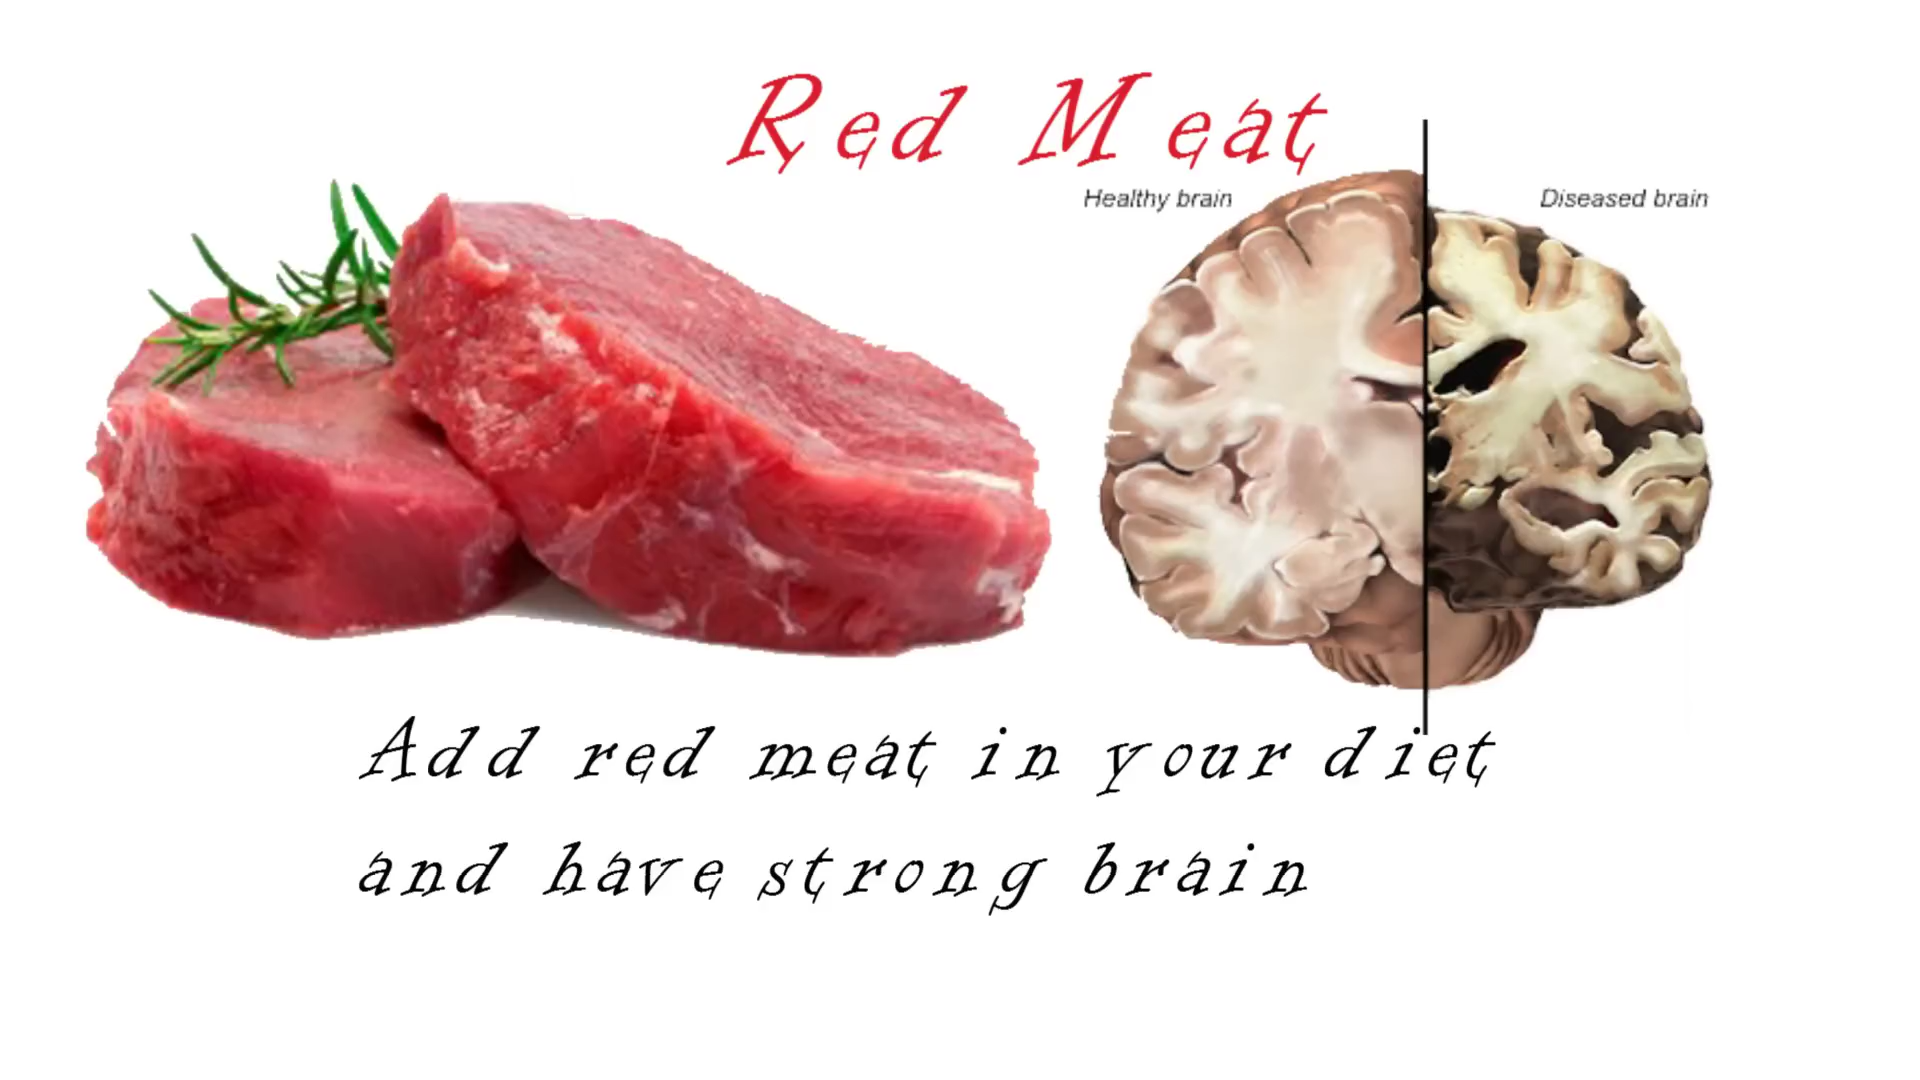 Red Meat
Healthy brain
Diseased brain
Add red meat in your diet
and have strong brain